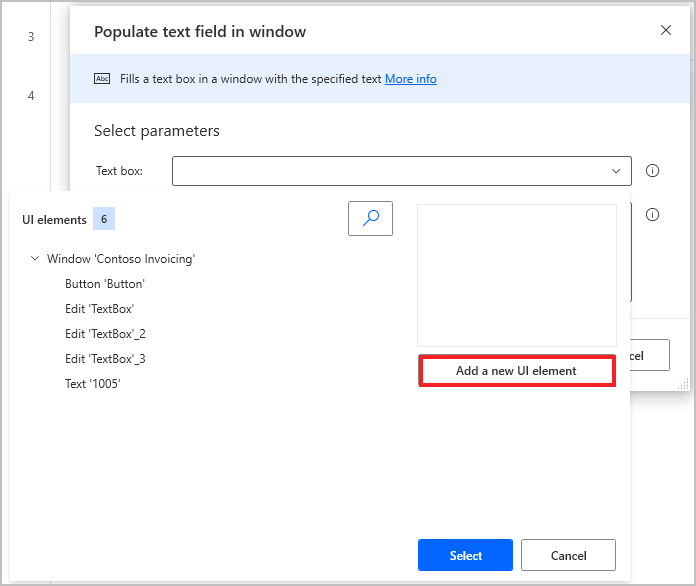 3
Populate text field in window
Abc Fills a text box in a window with the specified text More info
4
Select parameters
Text box:
UI elements 6
Window 'Contoso Invoicing'
Button 'Button'
Edit 'TextBox'
Edit 'TextBox'_2
Edit 'TextBox'_3
Text '1005'
Add a new UI element
Select Cancel